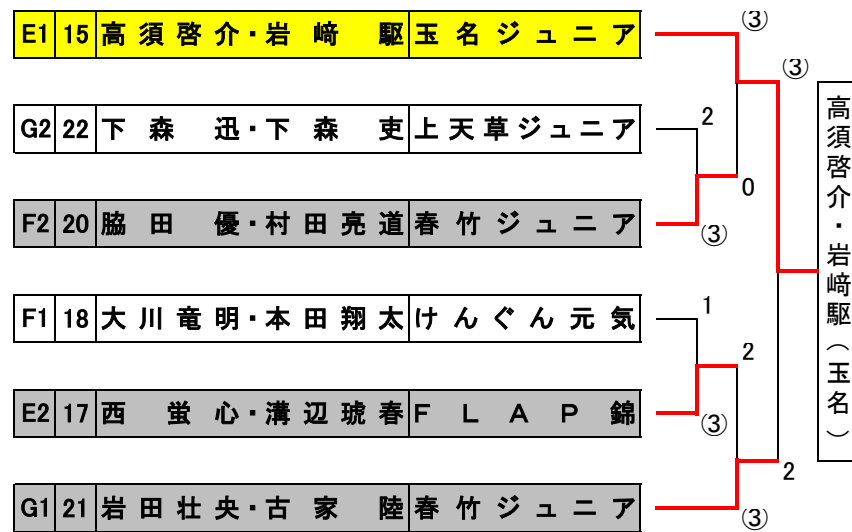 E1 15 高須啓介・岩﨑 駆 玉名ジュニア
③
③
G2 22 下森 迅・下森 吏 上天草ジュニア
2
0
F2 20 脇田 優・村田亮道 春竹ジュニア
③
F1 18 大川竜明・本田翔太 けんぐん元気
1
2
E2 17 西 蛍心・溝辺琥春 FLAP錦
③
2
G1 21 岩田壮央・古家 陸 春竹ジュニア
③
高須啓介・岩﨑駆（玉名）